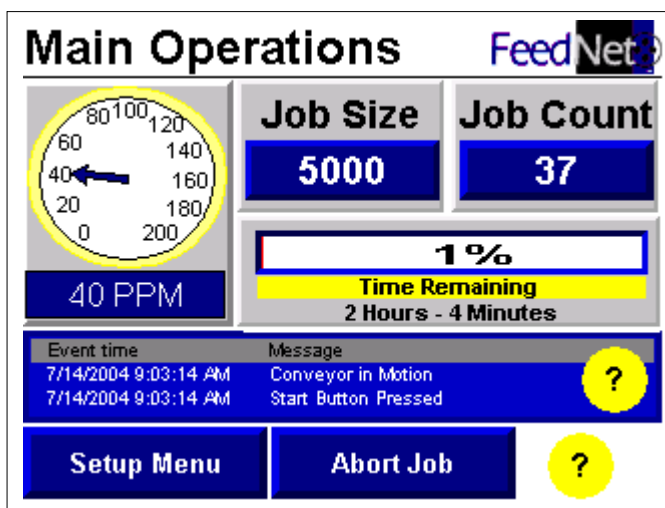 Main Operations
FeedNet
80 100 120
60 140
40 160
20 180
0 200
40 PPM
Job Size
5000
Job Count
37
1%
Time Remaining
2 Hours - 4 Minutes
Event time Message
7/14/2004 9:03:14 AM Conveyor in Motion
7/14/2004 9:03:14 AM Start Button Pressed
?
Setup Menu
Abort Job
?